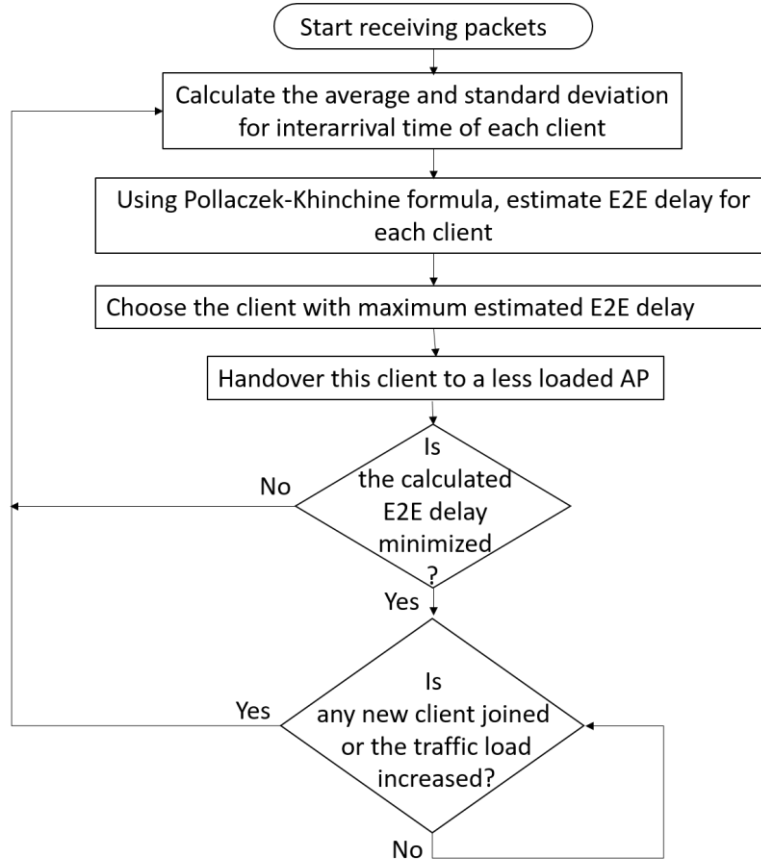 Start receiving packets
Calculate the average and standard deviation
for interarrival time of each client
Using Pollaczek-Khinchine formula, estimate E2E delay for
each client
Choose the client with maximum estimated E2E delay
Handover this client to a less loaded AP
Is
the calculated
E2E delay
minimized
?
No
Yes
Is
any new client joined
or the traffic load
increased?
Yes
No